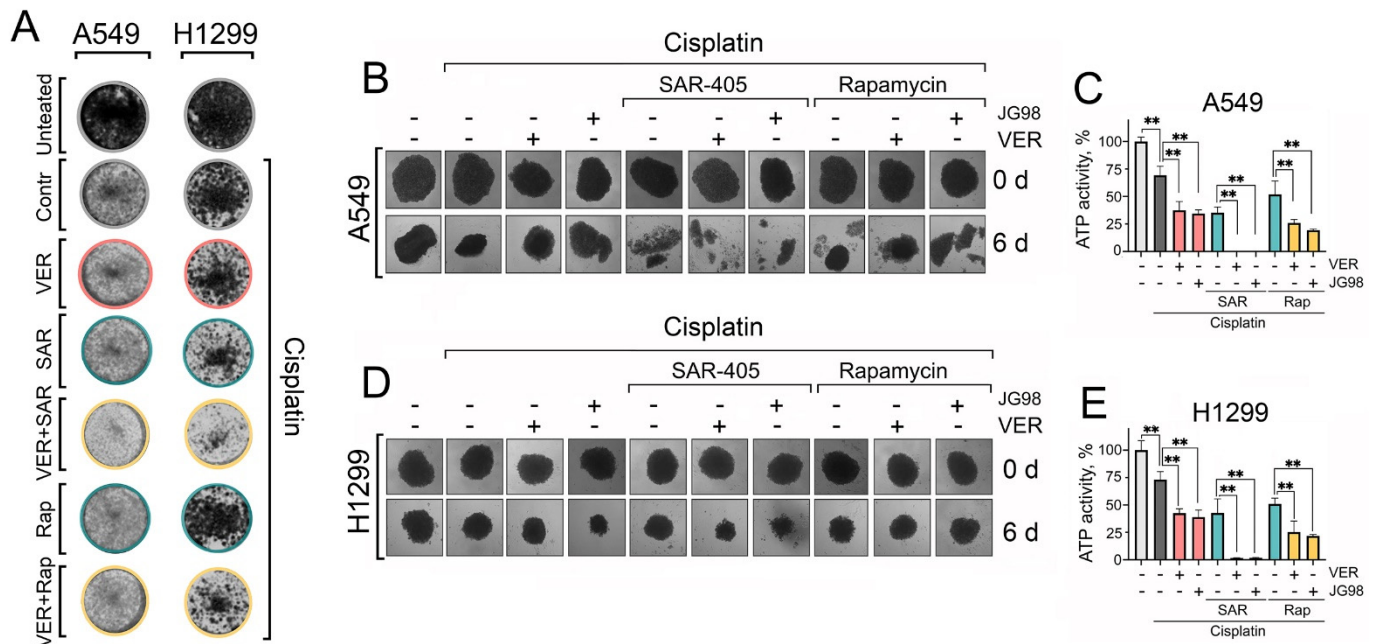 A
A549 H1299
Unteated
Contr
VER
SAR
VER+SAR
Rap
VER+Rap
Cisplatin
B
Cisplatin
SAR-405 Rapamycin
- - - + - - + - - + JG98
- - + - - + - - + - VER
A549
0 d
6 d
C
A549
ATP activity, %
100
75
50
25
0
** ** ** ** ** ** **
- - + - - + - - + - VER
- - - + - - + - - + JG98
SAR Rap
Cisplatin
D
Cisplatin
SAR-405 Rapamycin
- - - + - - + - - + JG98
- - + - - + - - + - VER
H1299
0 d
6 d
E
H1299
ATP activity, %
100
75
50
25
0
** ** ** ** ** ** **
- - + - - + - - + - VER
- - - + - - + - - + JG98
SAR Rap
Cisplatin